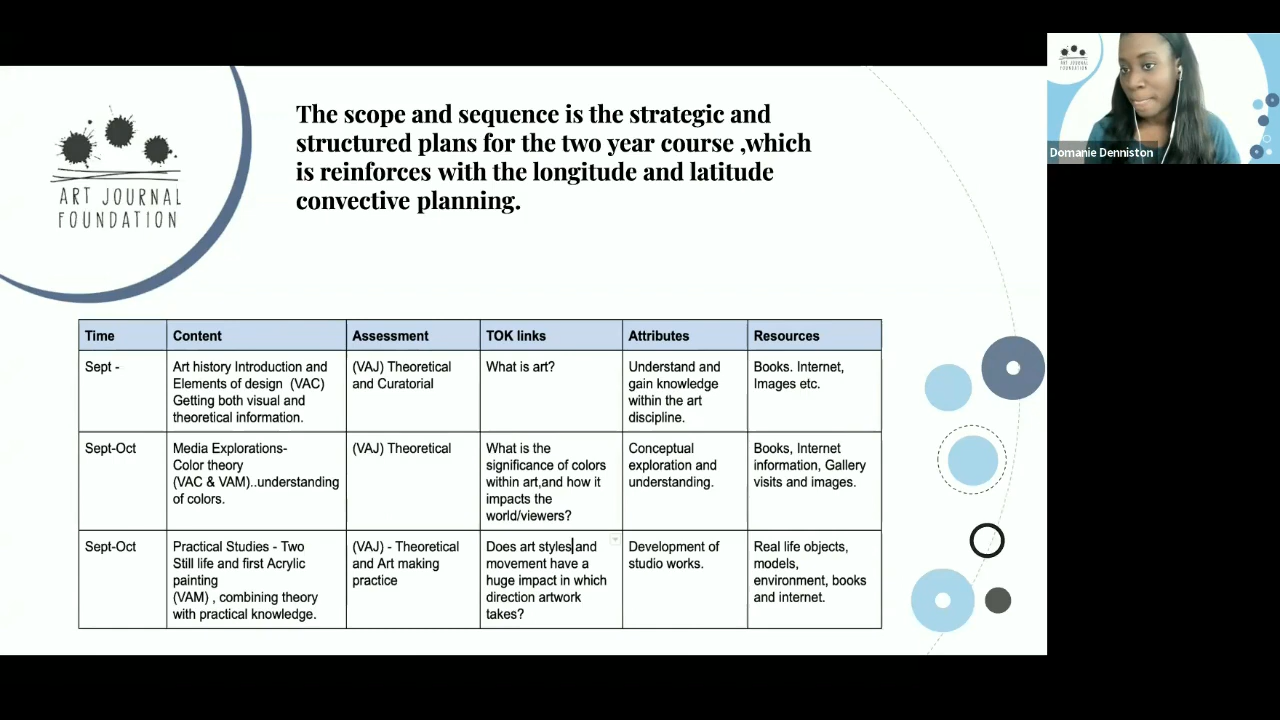 The scope and sequence is the strategic and
structured plans for the two year course ,which
is reinforces with the longitude and latitude
convective planning.
ART JOURNAL
FOUNDATION
Time Content Assessment TOK links Attributes Resources
Sept -
Art history Introduction and
Elements of design (VAC)
Getting both visual and
theoretical information.
(VAJ) Theoretical
and Curatorial
What is art?
Understand and
gain knowledge
within the art
discipline.
Books. Internet,
Images etc.
Sept-Oct
Media Explorations-
Color theory
(VAC & VAM)..understanding
of colors.
(VAJ) Theoretical
What is the
significance of colors
within art,and how it
impacts the
world/viewers?
Conceptual
exploration and
understanding.
Books, Internet
information, Gallery
visits and images.
Sept-Oct
Practical Studies - Two
Still life and first Acrylic
painting
(VAM) , combining theory
with practical knowledge.
(VAJ) - Theoretical
and Art making
practice
Does art styles and
movement have a
huge impact in which
direction artwork
takes?
Development of
studio works.
Real life objects,
models,
environment, books
and internet.
ART JOURNAL
FOUNDATION
Domanie Denniston